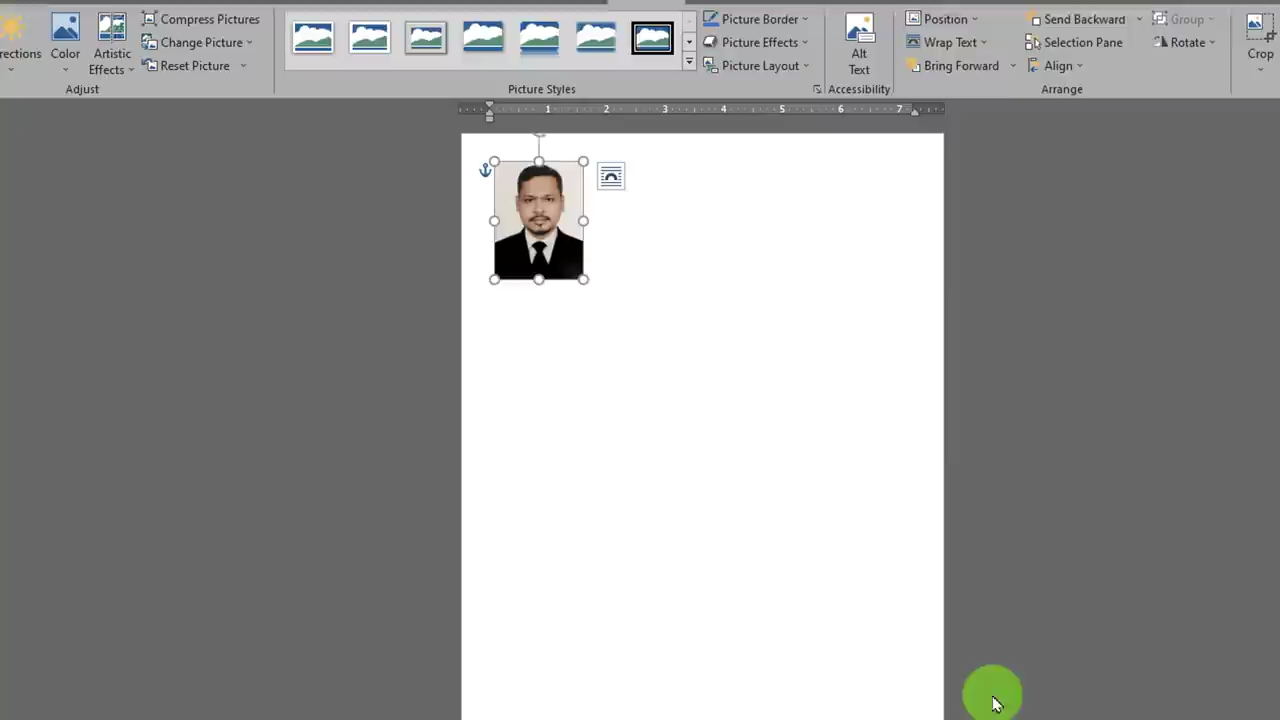 Compress Pictures
Picture Border
Position
Send Backward
Group
rections
Color
Artistic
Effects
Change Picture
Picture Effects
Alt
Text
Wrap Text
Selection Pane
Rotate
Crop
Reset Picture
Picture Layout
Bring Forward
Align
Adjust
Picture Styles
Accessibility
Arrange
1 2 3 4 5 6 7